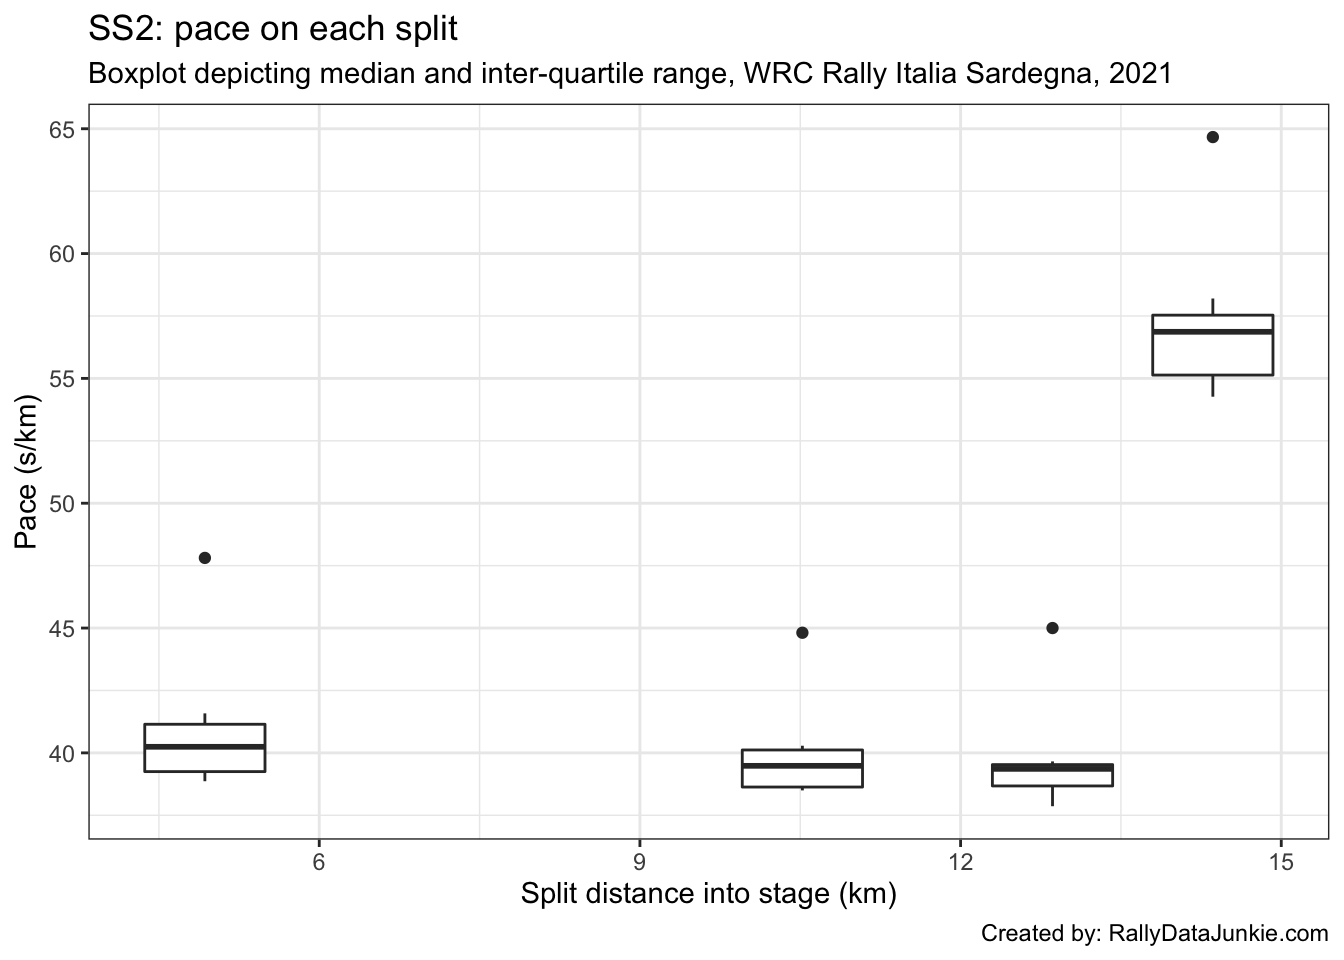 SS2: pace on each split
Boxplot depicting median and inter-quartile range, WRC Rally Italia Sardegna, 2021
65
60
55
50
45
40
Pace (s/km)
6 9 12 15
Split distance into stage (km)
Created by: RallyDataJunkie.com